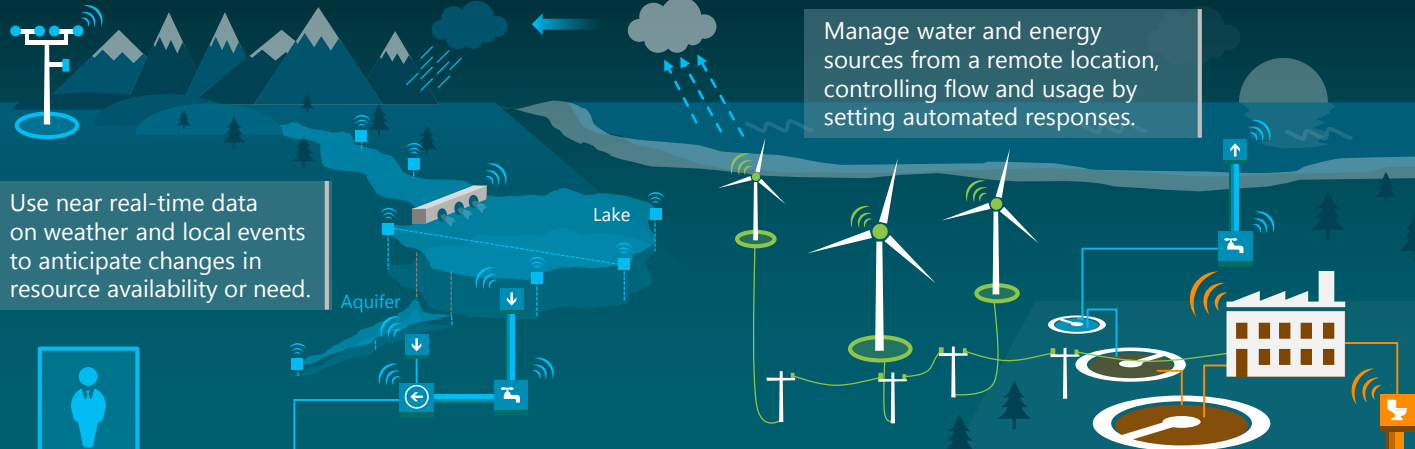 Manage water and energy
sources from a remote location,
controlling flow and usage by
setting automated responses.
Use near real-time data
on weather and local events
to anticipate changes in
resource availability or need.
Lake
Aquifer